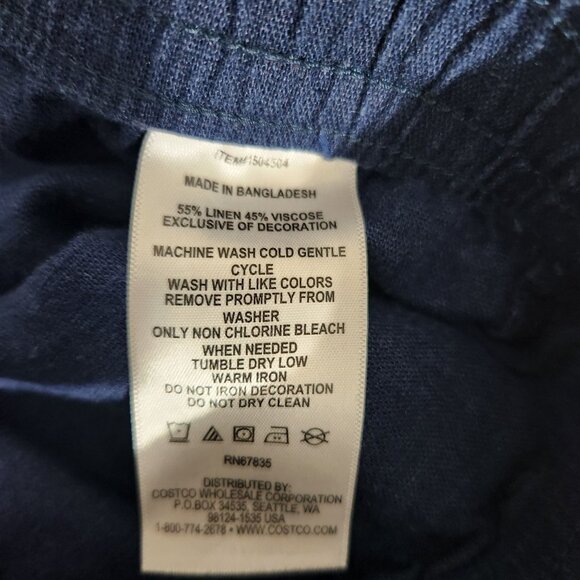 ITEM#1504304
MADE IN BANGLADESH
55% LINEN 45% VISCOSE
EXCLUSIVE OF DECORATION
MACHINE WASH COLD GENTLE
CYCLE
WASH WITH LIKE COLORS
REMOVE PROMPTLY FROM
WASHER
ONLY NON CHLORINE BLEACH
WHEN NEEDED
TUMBLE DRY LOW
WARM IRON
DO NOT IRON DECORATION
DO NOT DRY CLEAN
RN67835
DISTRIBUTED BY:
COSTCO WHOLESALE CORPORATION
P.O.BOX 34535, SEATTLE, WA
98124-1535 USA
1-800-774-2678 • WWW.COSTCO.COM